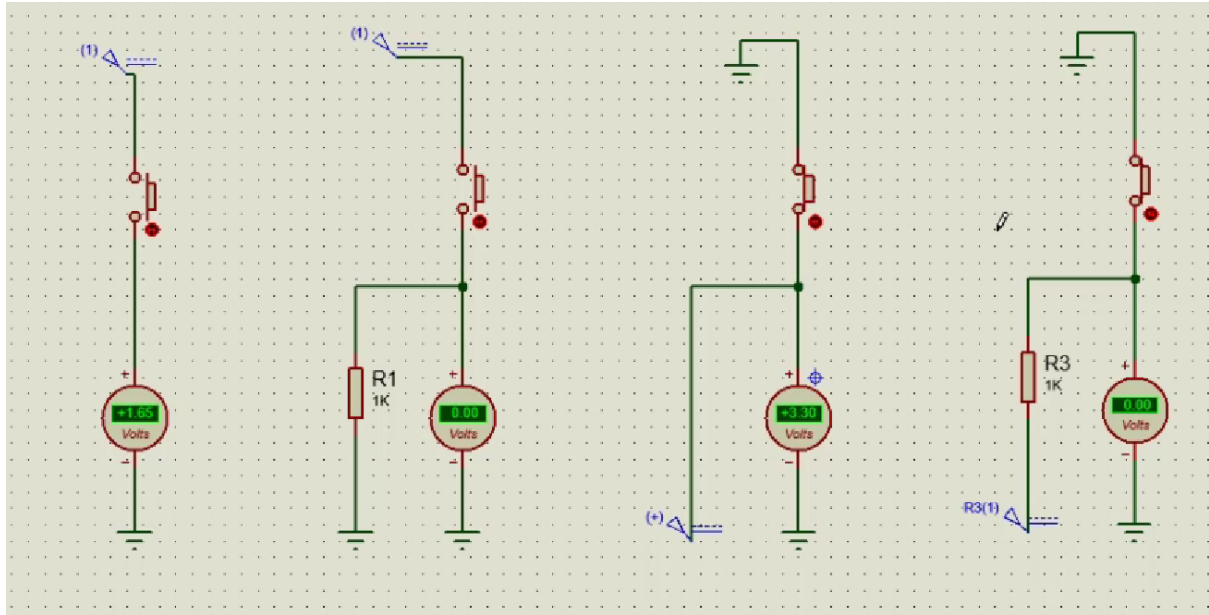 (1)
(1)
+
+1.65
Volts
−
R1
1K
+
0.00
Volts
−
+
+3.30
Volts
−
(+)
R3
1K
+
0.00
Volts
−
R3(1)